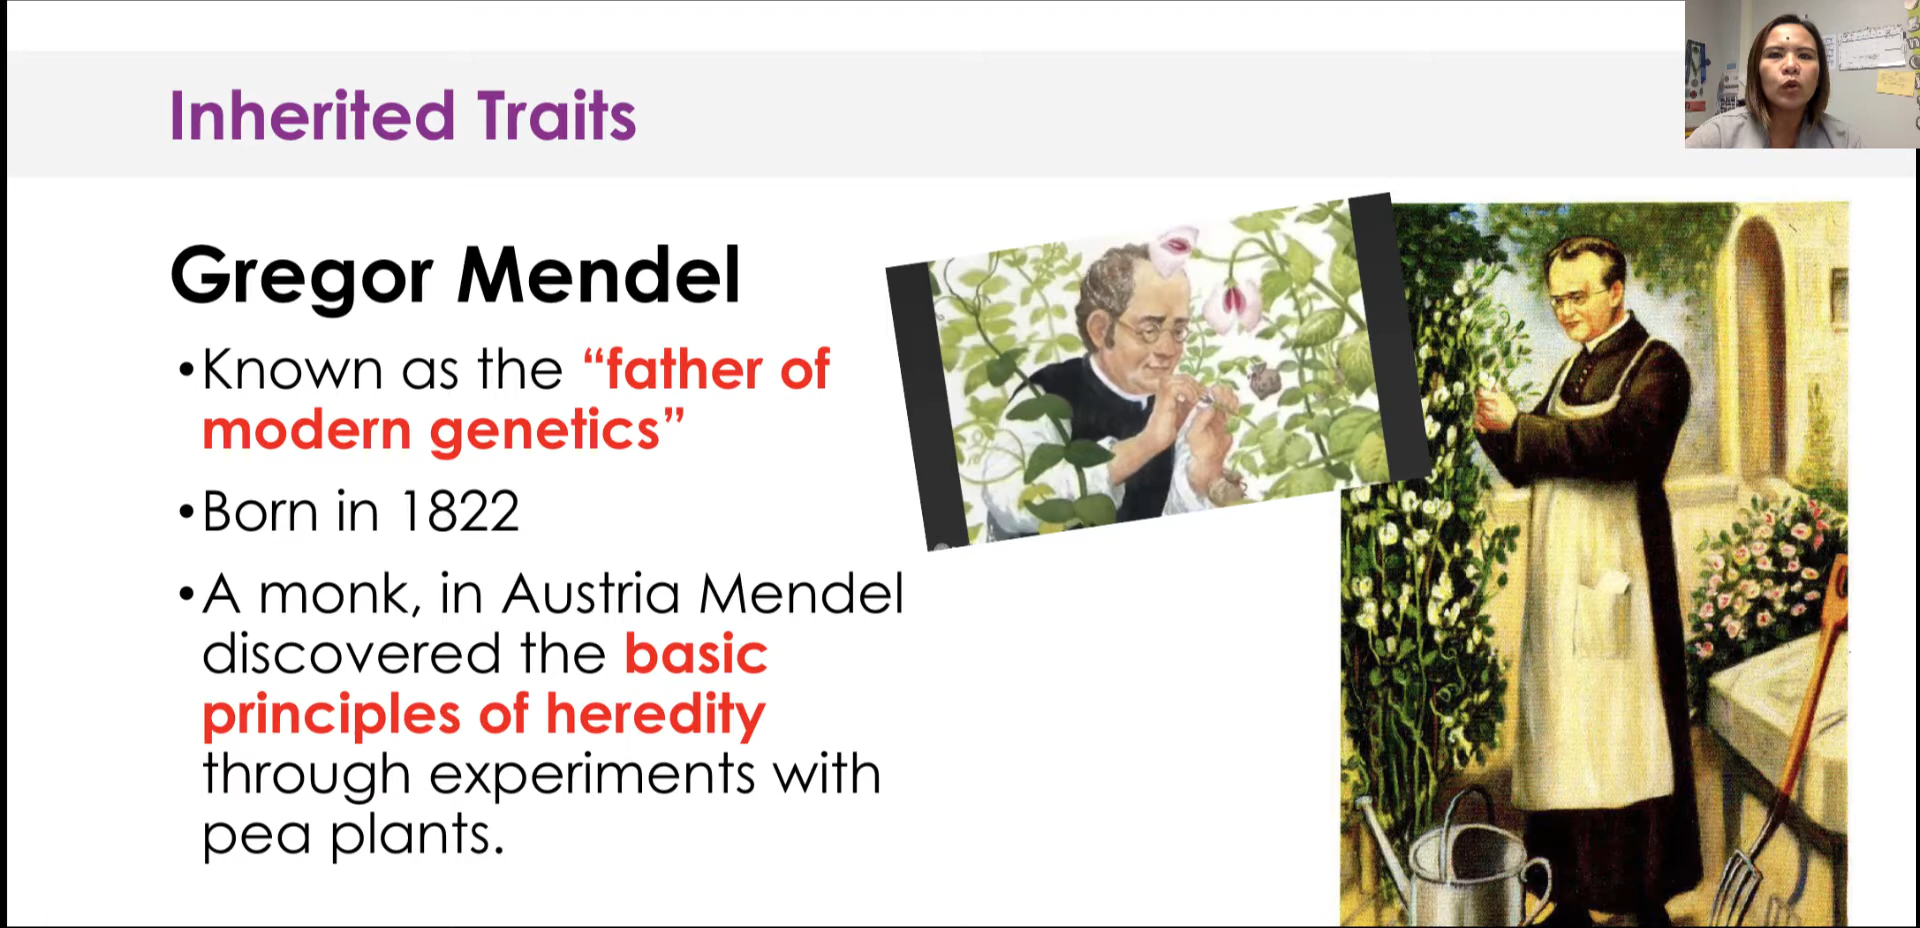 Inherited Traits
Gregor Mendel
•Known as the “father of
modern genetics”
•Born in 1822
•A monk, in Austria Mendel
discovered the basic
principles of heredity
through experiments with
pea plants.